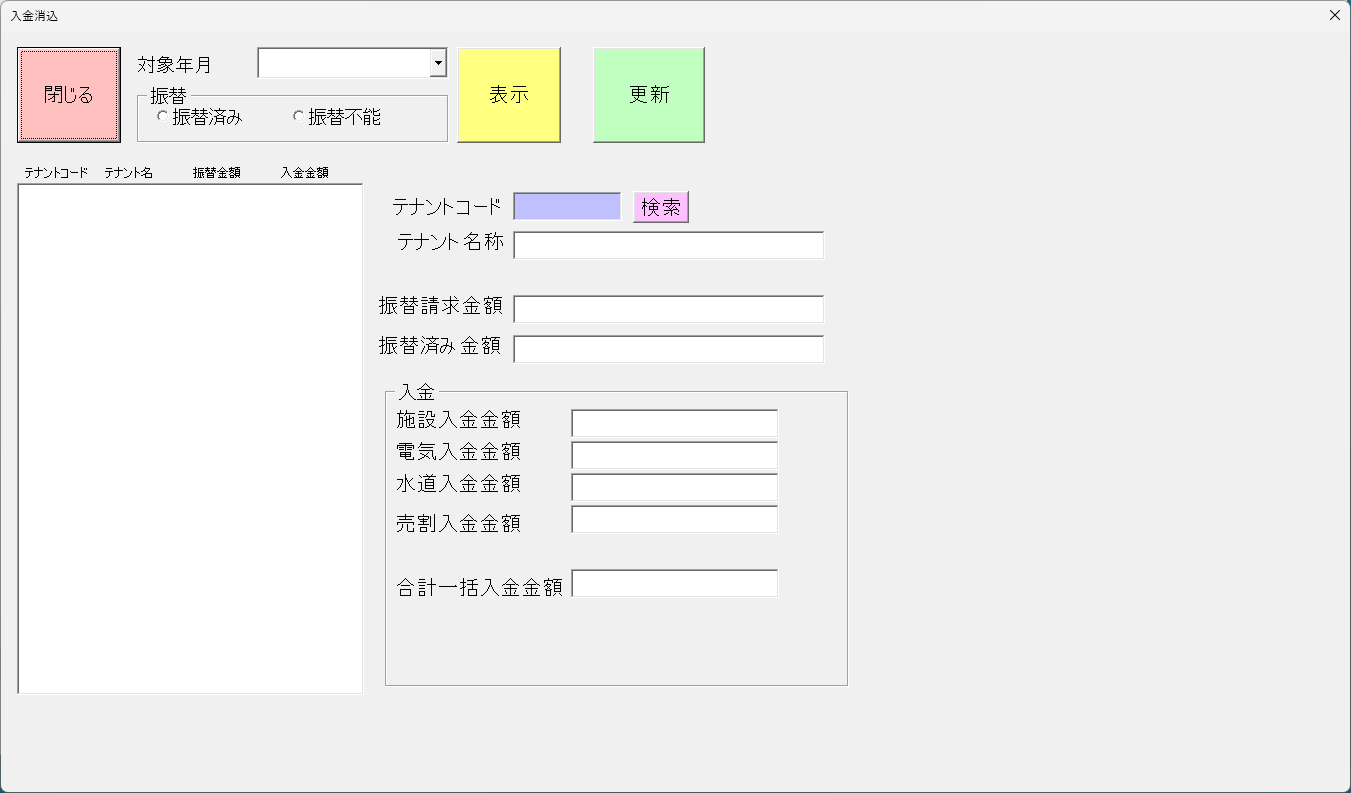 入金消込
閉じる
対象年月
表示
更新
振替
振替済み 振替不能
テナントコード テナント名 振替金額 入金金額
テナントコード
検索
テナント名称
振替請求金額
振替済み金額
入金
施設入金金額
電気入金金額
水道入金金額
売割入金金額
合計一括入金金額